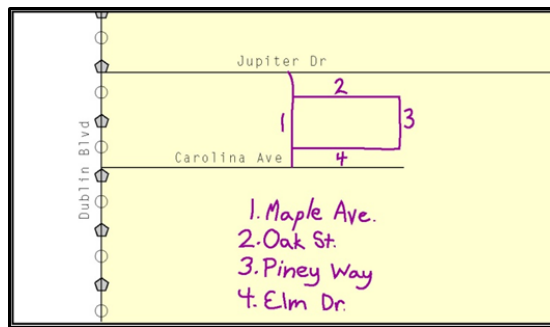 Jupiter Dr
2
1
3
Carolina Ave
4
Dublin Blvd
1. Maple Ave.
2. Oak St.
3. Piney Way
4. Elm Dr.